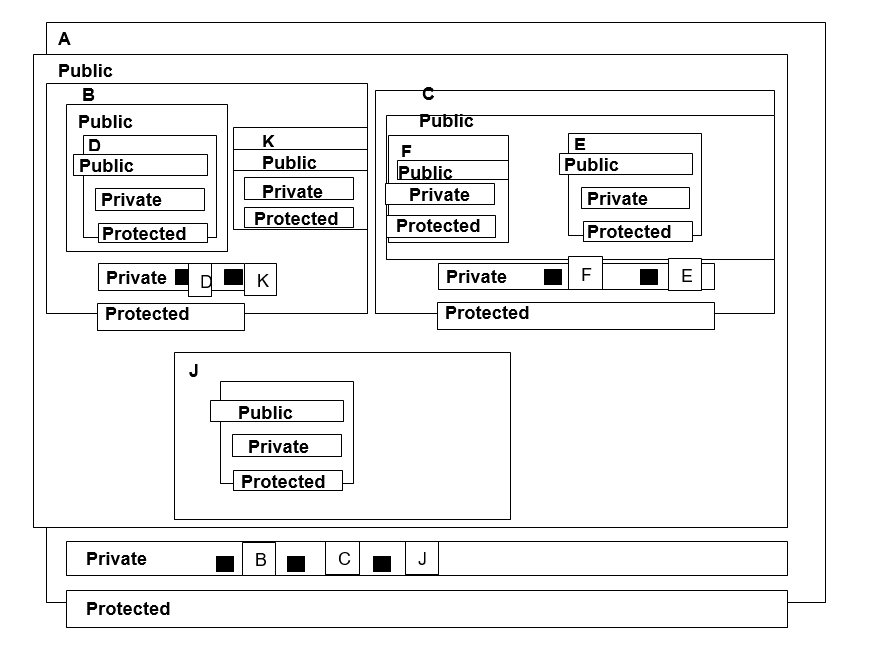 A
Public
B
Public
D
Public
Private
Protected
K
Public
Private
Protected
Private D K
Protected
C
Public
F
Public
Private
Protected
E
Public
Private
Protected
Private F E
Protected
J
Public
Private
Protected
Private B C J
Protected